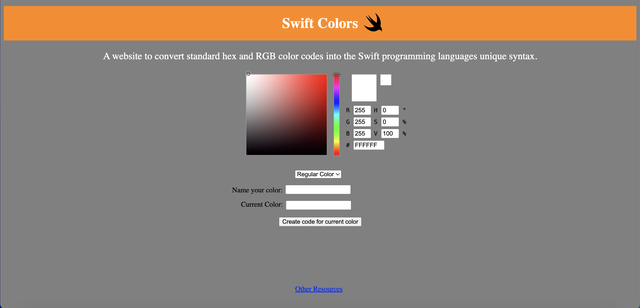 Swift Colors
A website to convert standard hex and RGB color codes into the Swift programming languages unique syntax.
R 255 H 0 °
G 255 S 0 %
B 255 V 100 %
# FFFFFF
Regular Color
Name your color:
Current Color:
Create code for current color
Other Resources